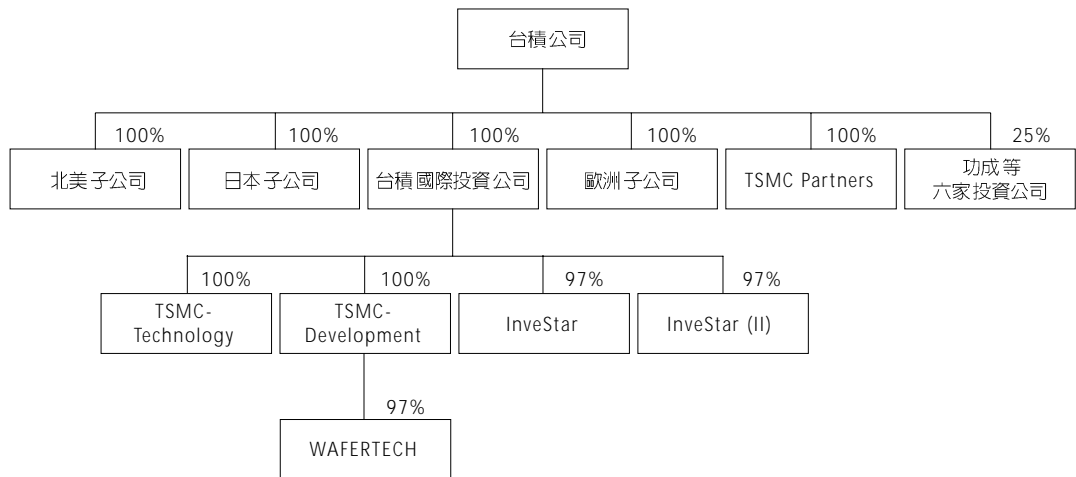 台積公司
100%
100%
100%
100%
100%
25%
北美子公司
日本子公司
台積國際投資公司
歐洲子公司
TSMC Partners
功成等
六家投資公司
100%
100%
97%
97%
TSMC-
Technology
TSMC-
Development
InveStar
InveStar (II)
97%
WAFERTECH